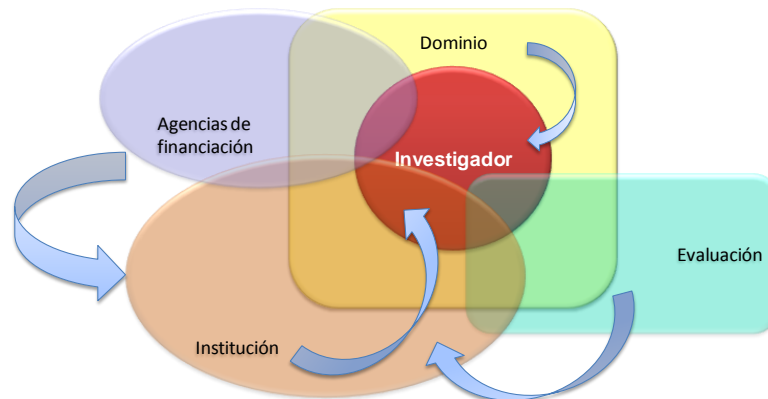 Dominio
Agencias de
financiación
Investigador
Evaluación
Institución